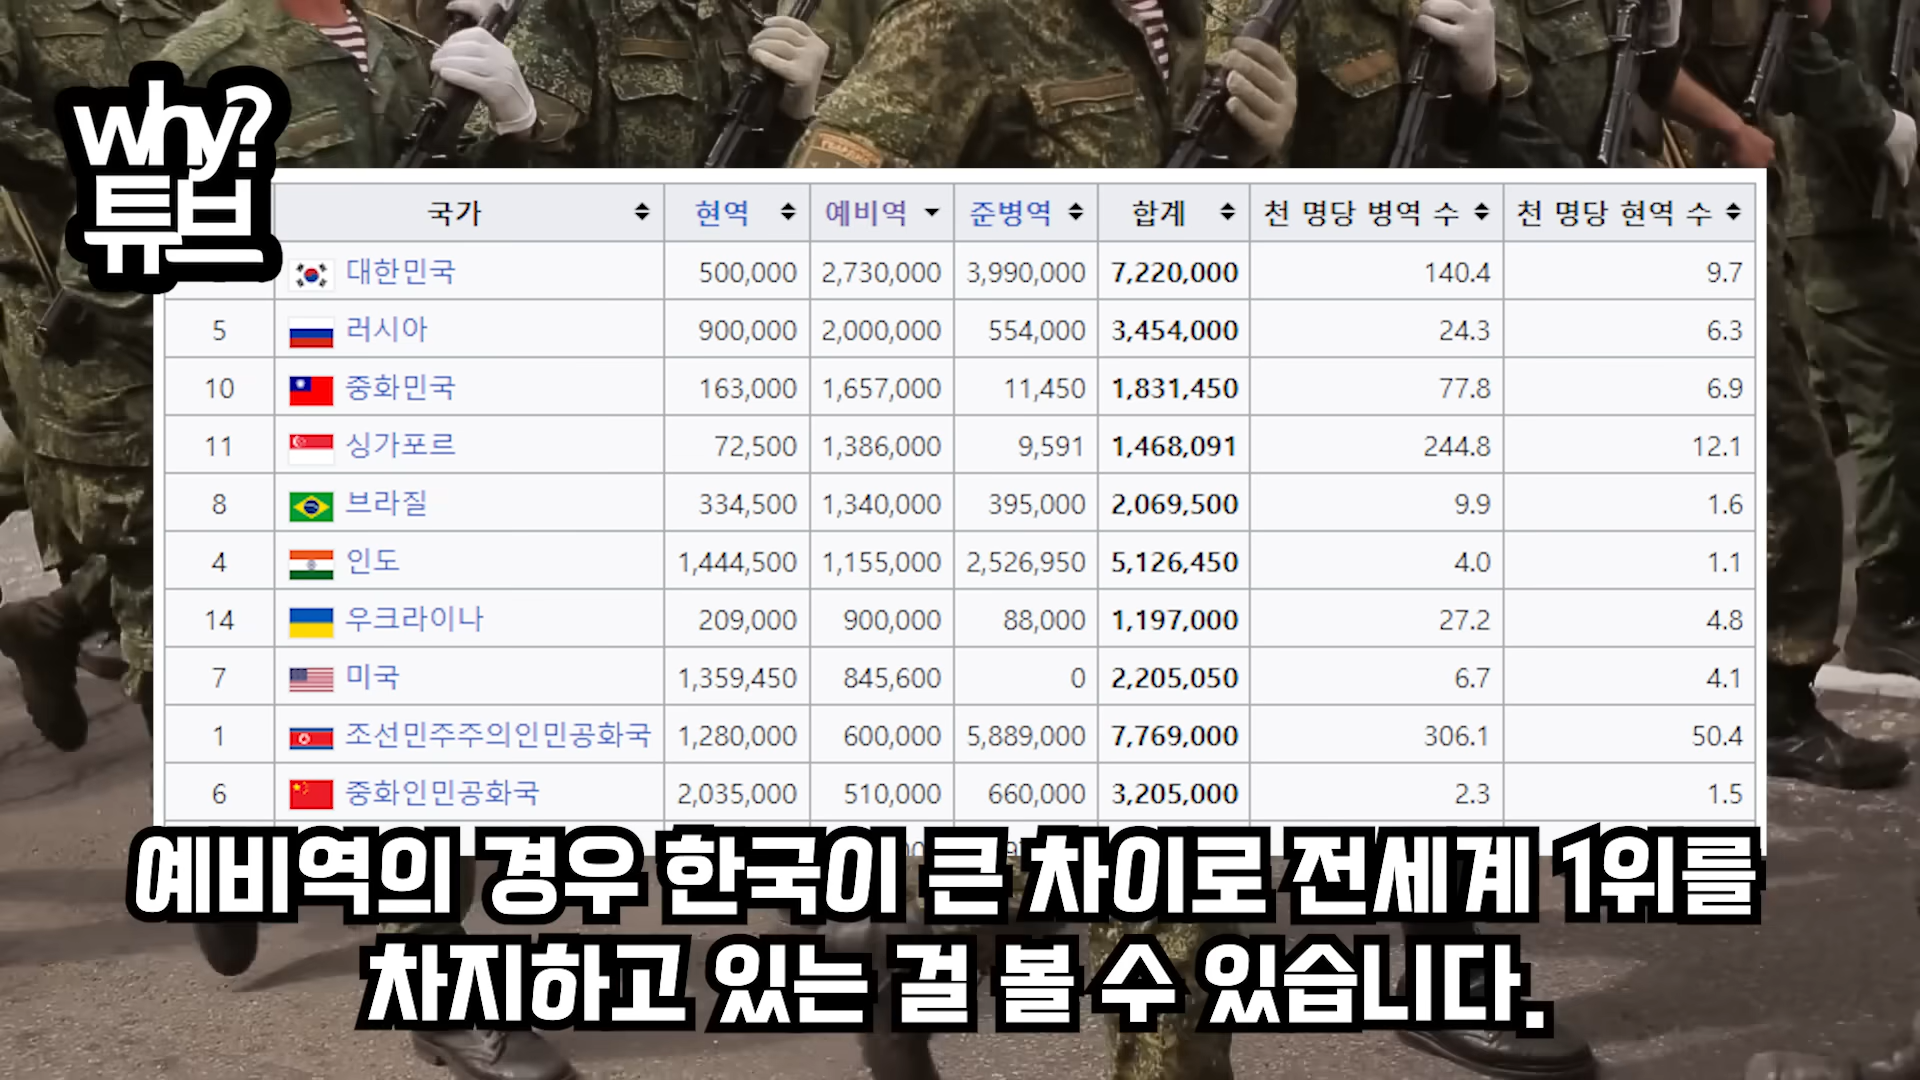 why?
튜브
국가 현역 예비역 준병역 합계 천 명당 병역 수 천 명당 현역 수
대한민국 500,000 2,730,000 3,990,000 7,220,000 140.4 9.7
5 러시아 900,000 2,000,000 554,000 3,454,000 24.3 6.3
10 중화민국 163,000 1,657,000 11,450 1,831,450 77.8 6.9
11 싱가포르 72,500 1,386,000 9,591 1,468,091 244.8 12.1
8 브라질 334,500 1,340,000 395,000 2,069,500 9.9 1.6
4 인도 1,444,500 1,155,000 2,526,950 5,126,450 4.0 1.1
14 우크라이나 209,000 900,000 88,000 1,197,000 27.2 4.8
7 미국 1,359,450 845,600 0 2,205,050 6.7 4.1
1 조선민주주의인민공화국 1,280,000 600,000 5,889,000 7,769,000 306.1 50.4
6 중화인민공화국 2,035,000 510,000 660,000 3,205,000 2.3 1.5
예비역의 경우 한국이 큰 차이로 전세계 1위를
차지하고 있는 걸 볼 수 있습니다.